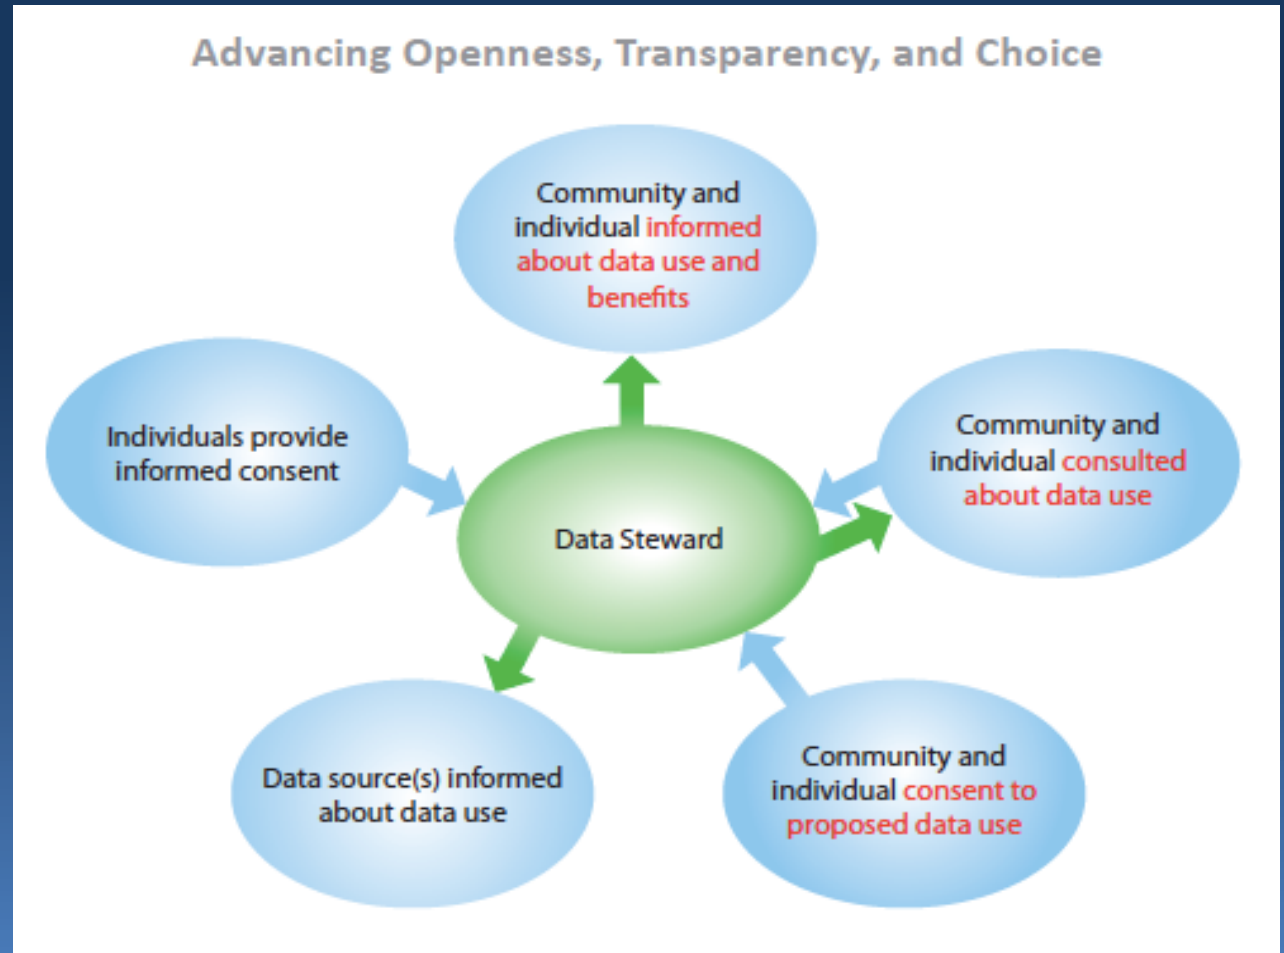 Advancing Openness, Transparency, and Choice
Community and
individual informed
about data use and
benefits
Individuals provide
informed consent
Community and
individual consulted
about data use
Data Steward
Data source(s) informed
about data use
Community and
individual consent to
proposed data use